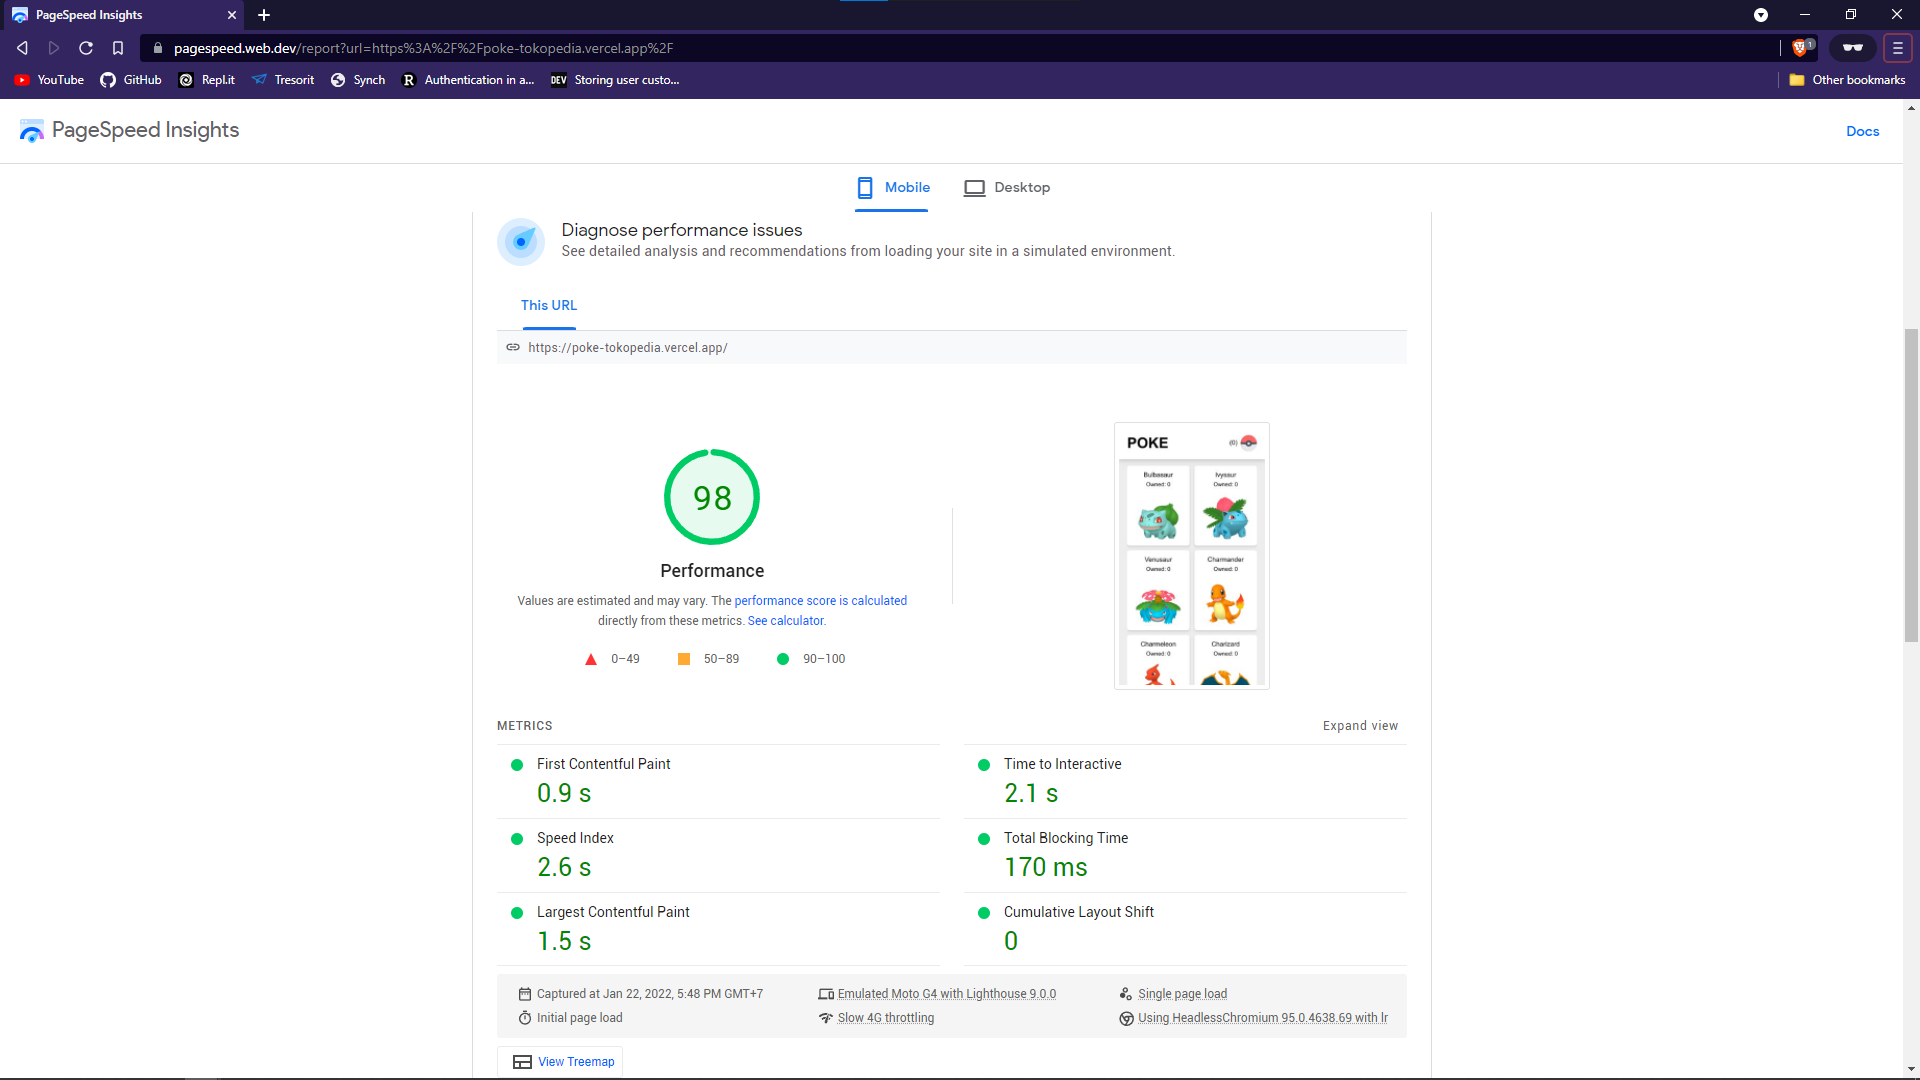 PageSpeed Insights
pagespeed.web.dev/report?url=https%3A%2F%2Fpoke-tokopedia.vercel.app%2F
1
YouTube
GitHub
Repl.it
Tresorit
Synch
R
Authentication in a...
DEV
Storing user custo...
Other bookmarks
PageSpeed Insights
Docs
Mobile
Desktop
Diagnose performance issues
See detailed analysis and recommendations from loading your site in a simulated environment.
This URL
https://poke-tokopedia.vercel.app/
98
Performance
Values are estimated and may vary. The performance score is calculated
directly from these metrics. See calculator.
0–49
50–89
90–100
POKE
(0)
Bulbasaur
Owned: 0
Ivysaur
Owned: 0
Venusaur
Owned: 0
Charmander
Owned: 0
Charmeleon
Owned: 0
Charizard
Owned: 0
METRICS
Expand view
First Contentful Paint
0.9 s
Time to Interactive
2.1 s
Speed Index
2.6 s
Total Blocking Time
170 ms
Largest Contentful Paint
1.5 s
Cumulative Layout Shift
0
Captured at Jan 22, 2022, 5:48 PM GMT+7
Emulated Moto G4 with Lighthouse 9.0.0
Single page load
Initial page load
Slow 4G throttling
Using HeadlessChromium 95.0.4638.69 with lr
View Treemap